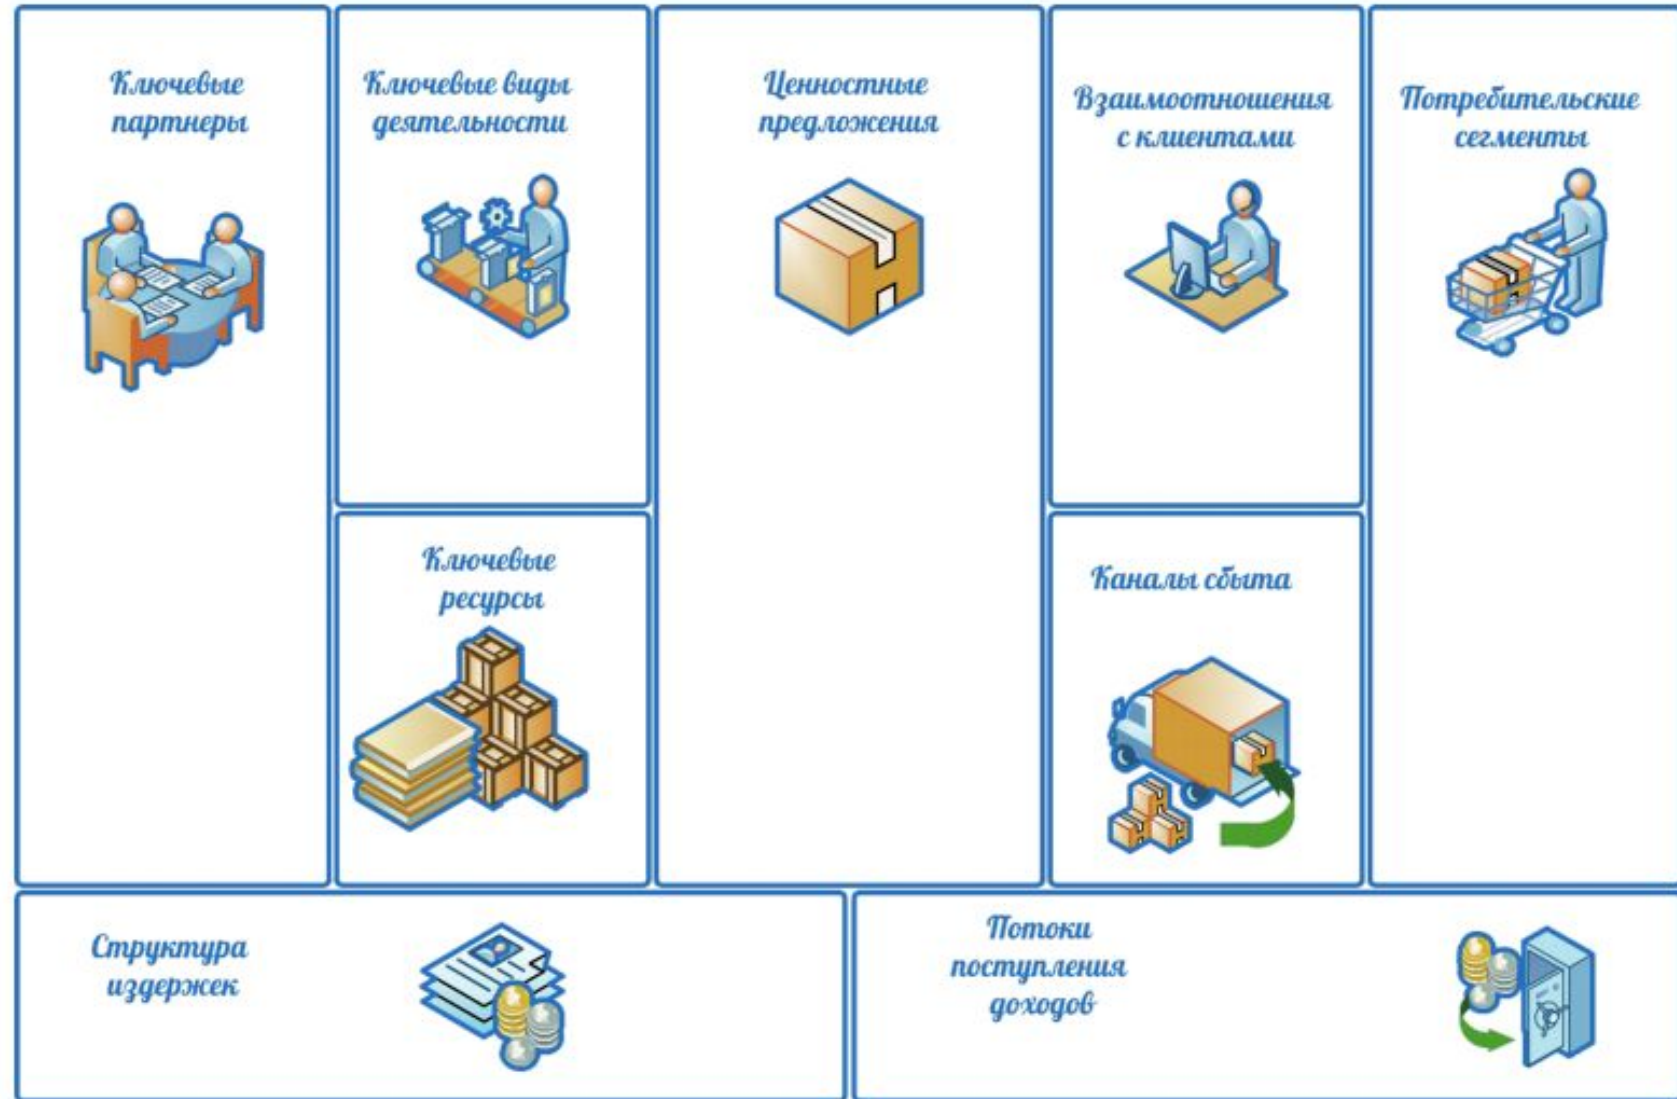 Ключевые
партнеры
Ключевые виды
деятельности
Ключевые
ресурсы
Ценностные
предложения
Взаимоотношения
с клиентами
Каналы сбыта
Потребительские
сегменты
Структура
издержек
Потоки
поступления
доходов